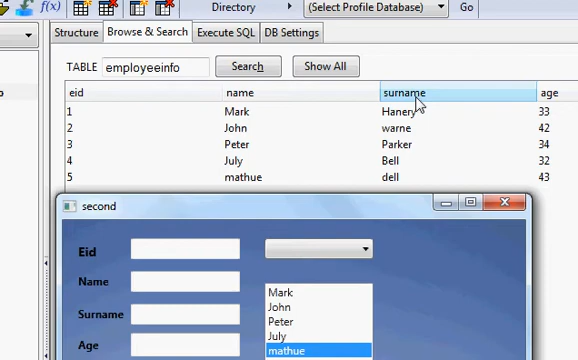 f(x) Directory (Select Profile Database) Go
Structure Browse & Search Execute SQL DB Settings
TABLE employeeinfo Search Show All
eid name surname age
1 Mark Hanery 33
2 John warne 42
3 Peter Parker 34
4 July Bell 32
5 mathue dell 43
second
Eid
Name
Mark
John
Surname
Peter
July
Age
mathue